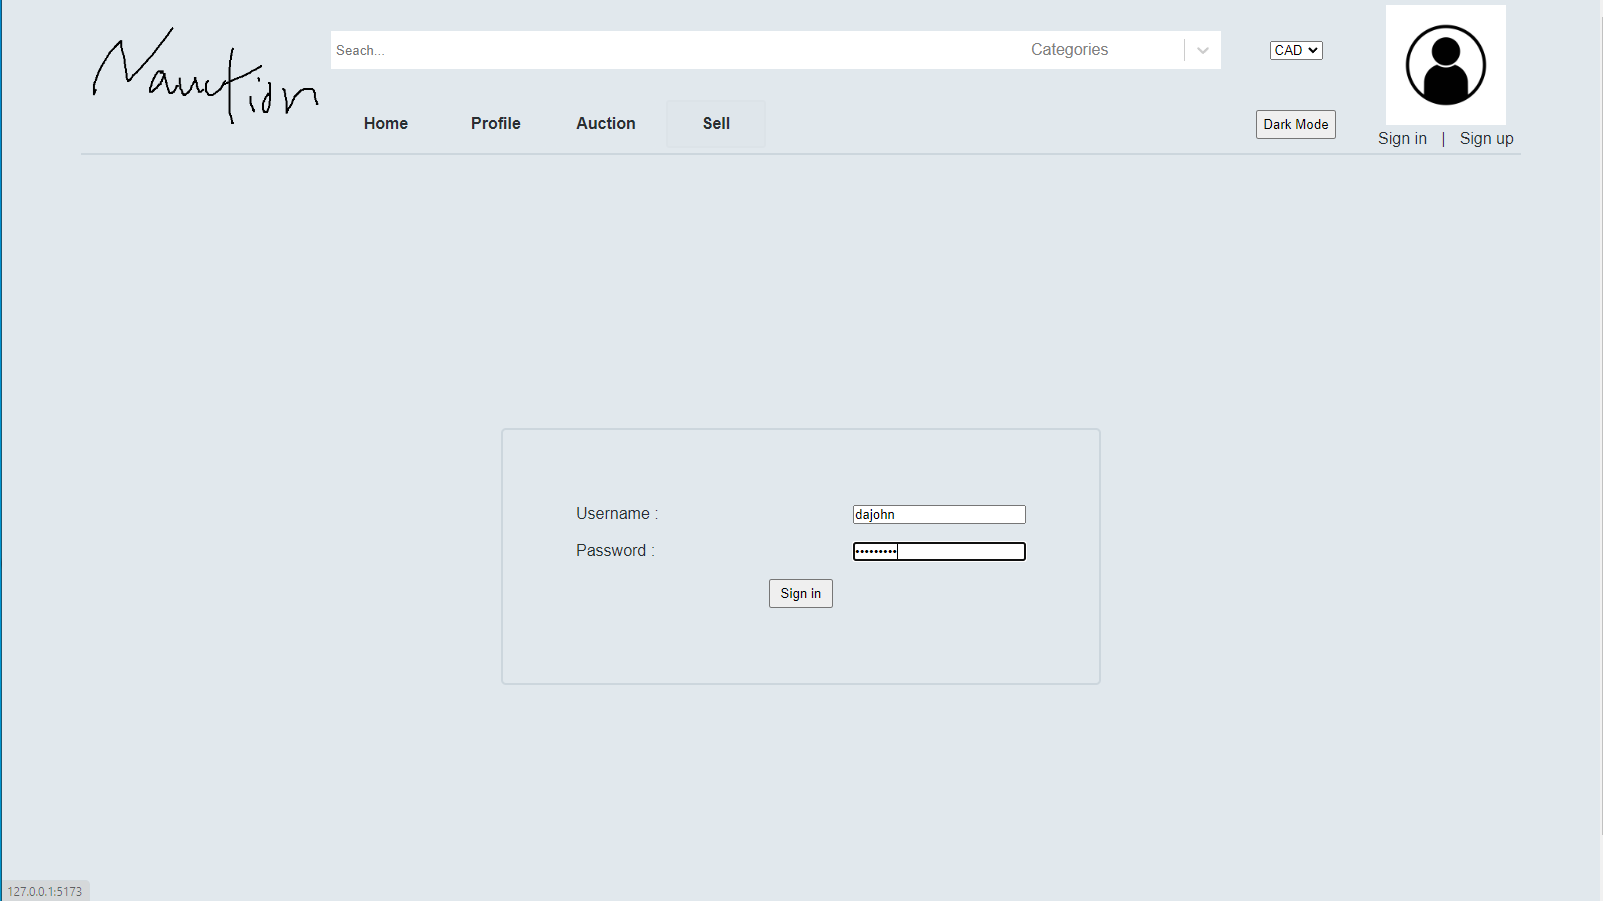 Nauction
Seach...
Categories
CAD
Home
Profile
Auction
Sell
Dark Mode
Sign in | Sign up
Username :
dajohn
Password :
•••••••••
Sign in
127.0.0.1:5173